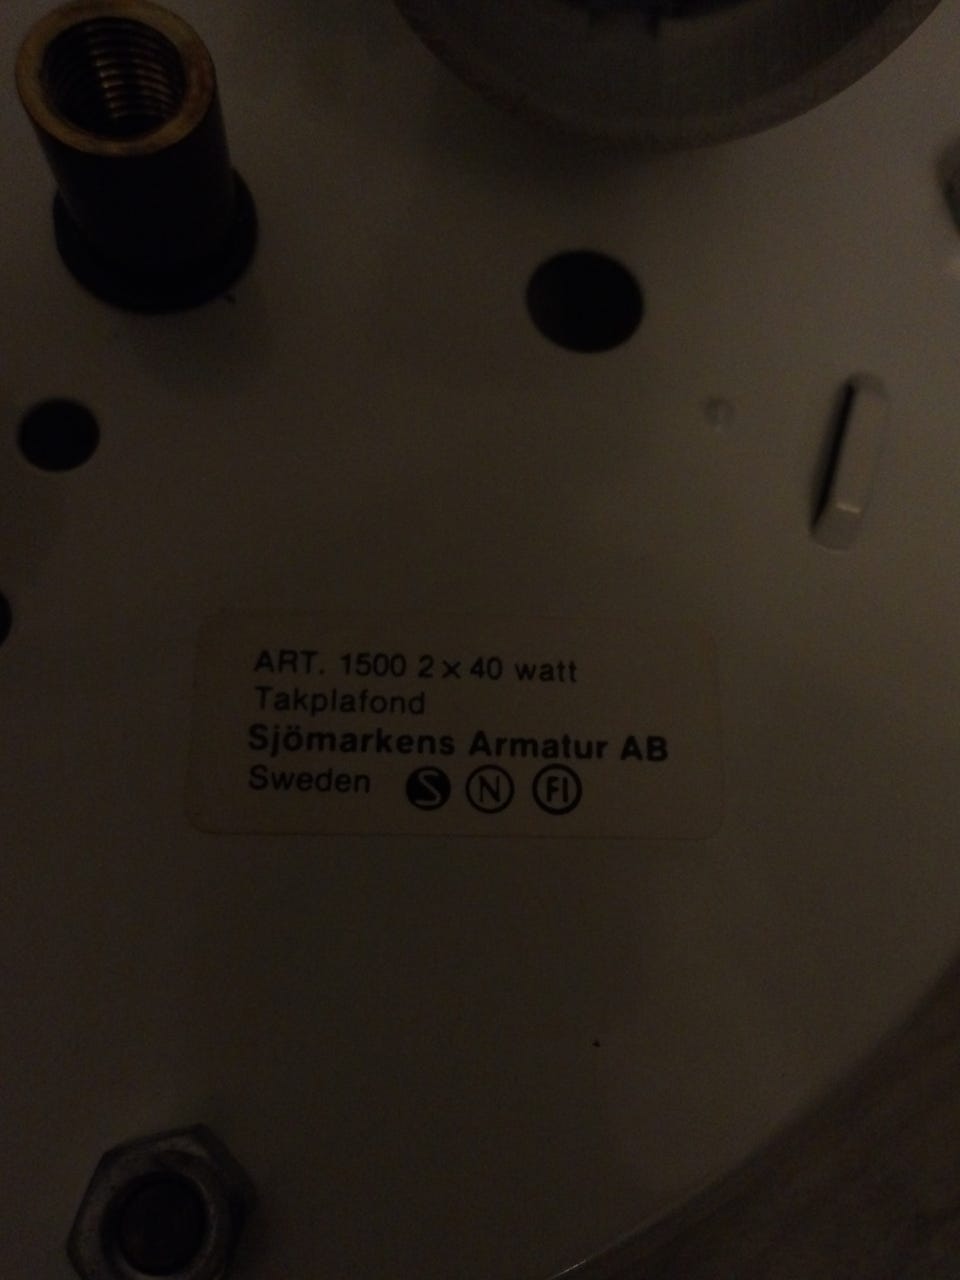 ART. 1500 2 x 40 watt
Takplafond
Sjömarkens Armatur AB
Sweden S N FI